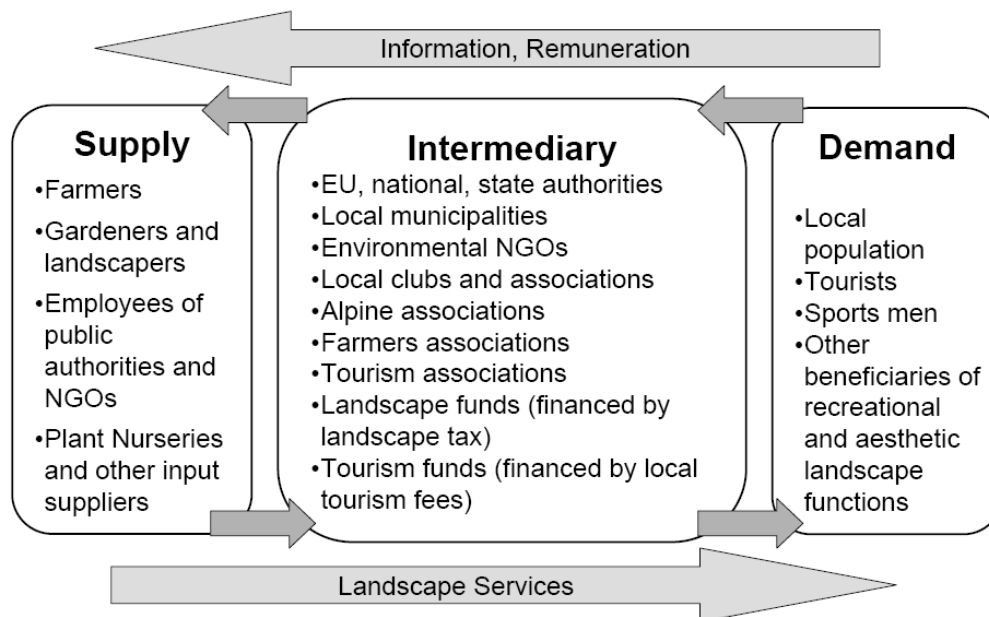 Information, Remuneration
Supply
•Farmers
•Gardeners and
landscapers
•Employees of
public
authorities and
NGOs
•Plant Nurseries
and other input
suppliers
Intermediary
•EU, national, state authorities
•Local municipalities
•Environmental NGOs
•Local clubs and associations
•Alpine associations
•Farmers associations
•Tourism associations
•Landscape funds (financed by
landscape tax)
•Tourism funds (financed by local
tourism fees)
Demand
•Local
population
•Tourists
•Sports men
•Other
beneficiaries of
recreational
and aesthetic
landscape
functions
Landscape Services